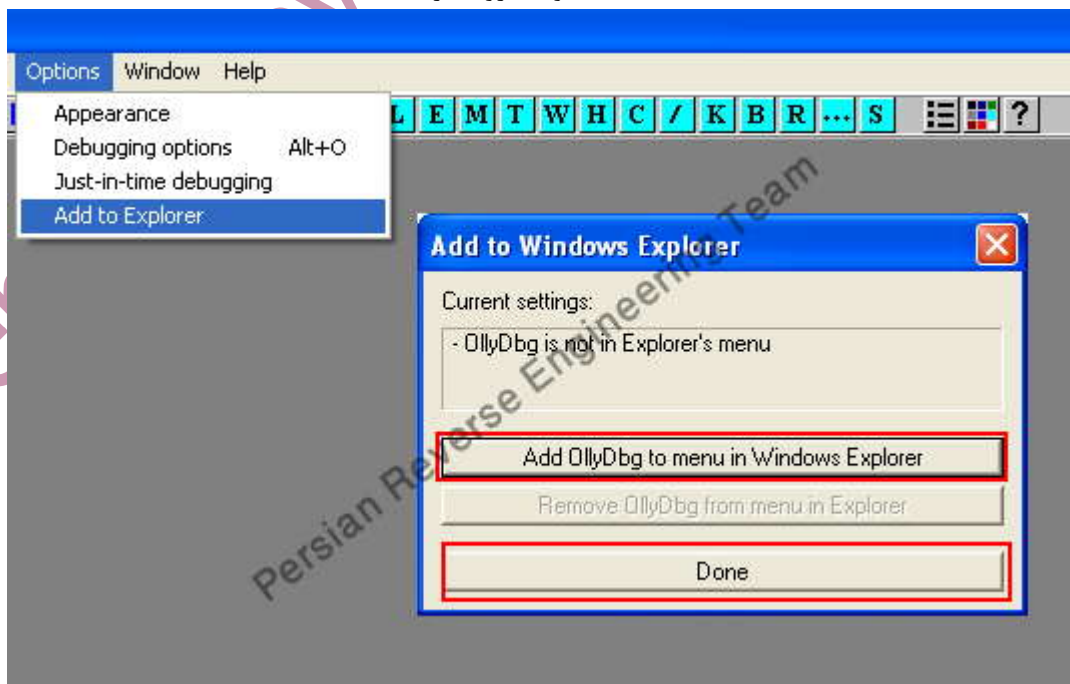 Options Window Help
L E M T W H C / K B R ... S ?
Appearance
Debugging options Alt+O
Just-in-time debugging
Add to Explorer
Add to Windows Explorer
Current settings:
- OllyDbg is not in Explorer's menu
Add OllyDbg to menu in Windows Explorer
Remove OllyDbg from menu in Explorer
Done
Persian Reverse Engineering Team